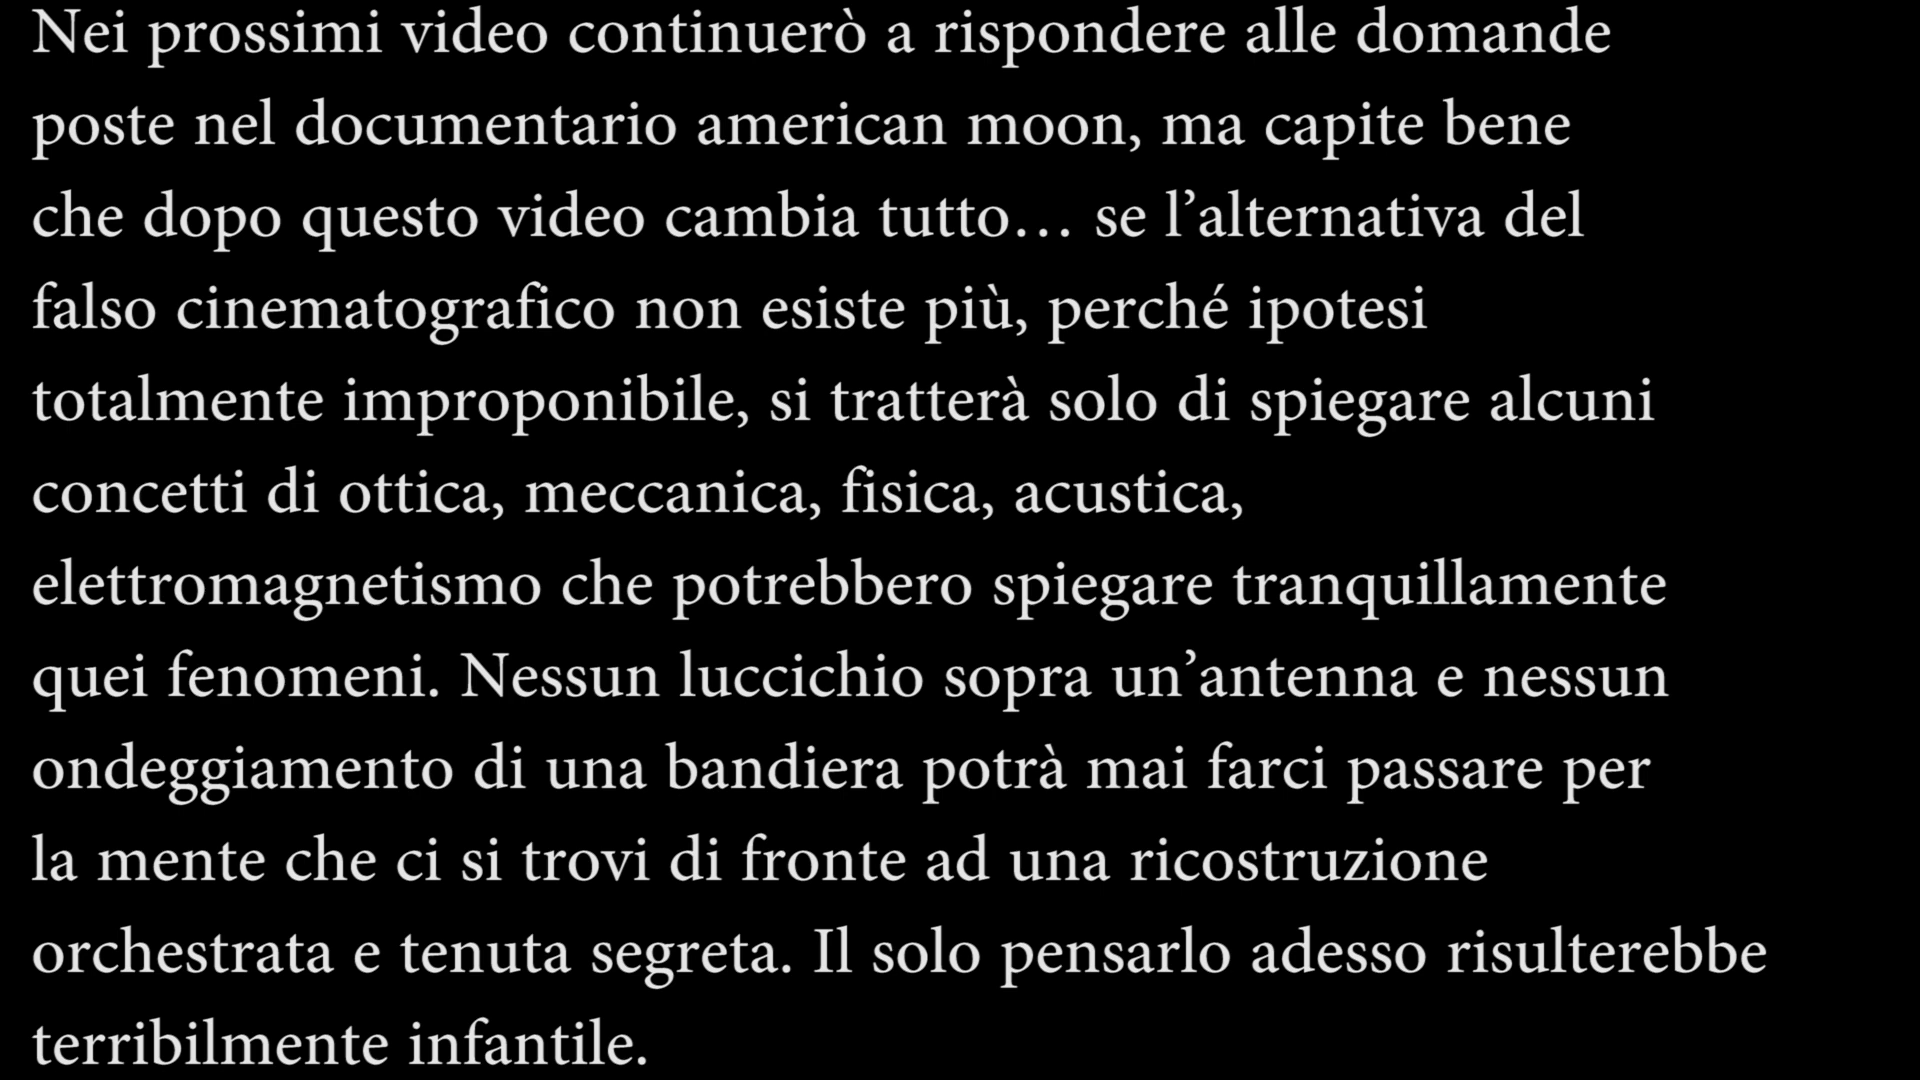 Nei prossimi video continuerò a rispondere alle domande
poste nel documentario american moon, ma capite bene
che dopo questo video cambia tutto… se l’alternativa del
falso cinematografico non esiste più, perché ipotesi
totalmente improponibile, si tratterà solo di spiegare alcuni
concetti di ottica, meccanica, fisica, acustica,
elettromagnetismo che potrebbero spiegare tranquillamente
quei fenomeni. Nessun luccichio sopra un’antenna e nessun
ondeggiamento di una bandiera potrà mai farci passare per
la mente che ci si trovi di fronte ad una ricostruzione
orchestrata e tenuta segreta. Il solo pensarlo adesso risulterebbe
terribilmente infantile.